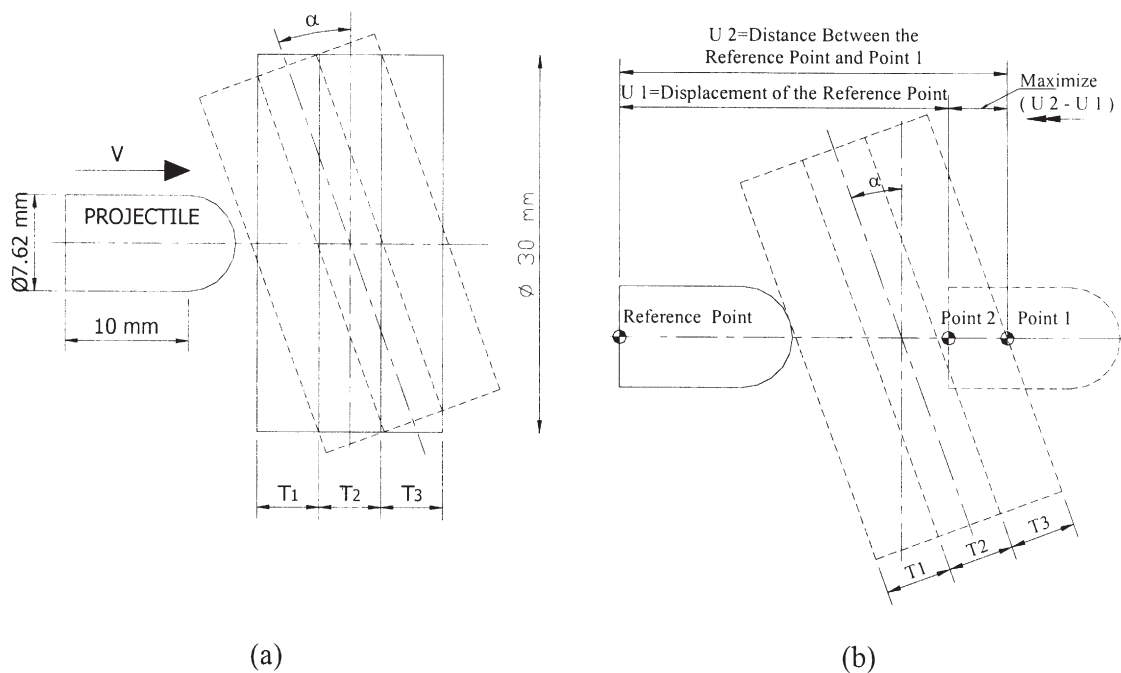 α
V
PROJECTILE
Ø7.62 mm
10 mm
ø 30 mm
T1 T2 T3
(a)
U 2=Distance Between the
Reference Point and Point 1
U 1=Displacement of the Reference Point
Maximize
( U 2 - U 1 )
α
Reference Point
Point 2 Point 1
T1 T2 T3
(b)